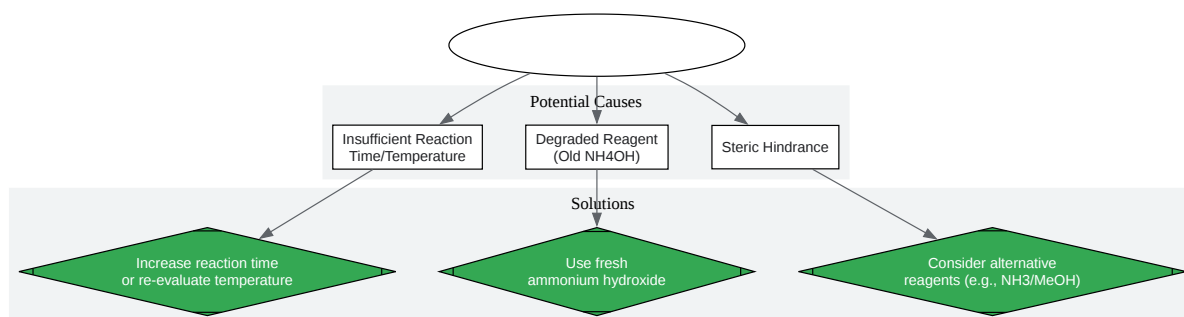 Potential Causes
Insufficient Reaction
Time/Temperature
Degraded Reagent
(Old NH4OH)
Steric Hindrance
Solutions
Increase reaction time
or re-evaluate temperature
Use fresh
ammonium hydroxide
Consider alternative
reagents (e.g., NH3/MeOH)